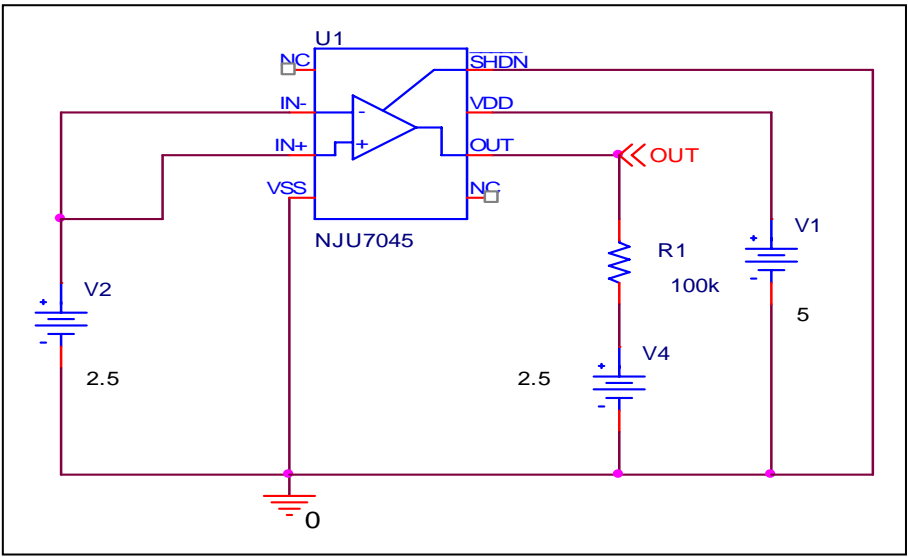 U1
NC
SHDN
IN-
VDD
IN+
OUT
OUT
VSS
NC
NJU7045
-
+
R1
100k
+
V1
-
5
+
V2
-
2.5
+
V4
-
2.5
0